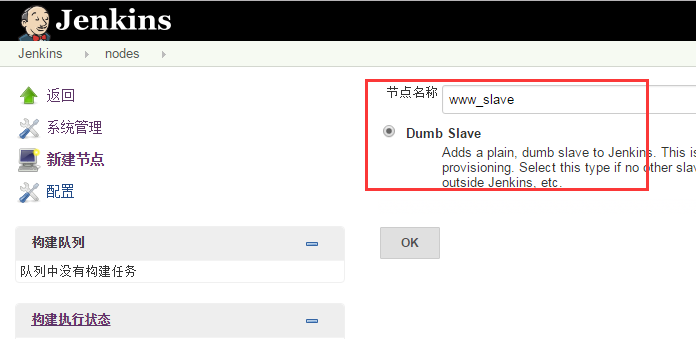 Jenkins
Jenkins nodes
返回
系统管理
新建节点
配置
构建队列
队列中没有构建任务
构建执行状态
节点名称 www_slave
Dumb Slave
Adds a plain, dumb slave to Jenkins. This is
provisioning. Select this type if no other slav
outside Jenkins, etc.
OK